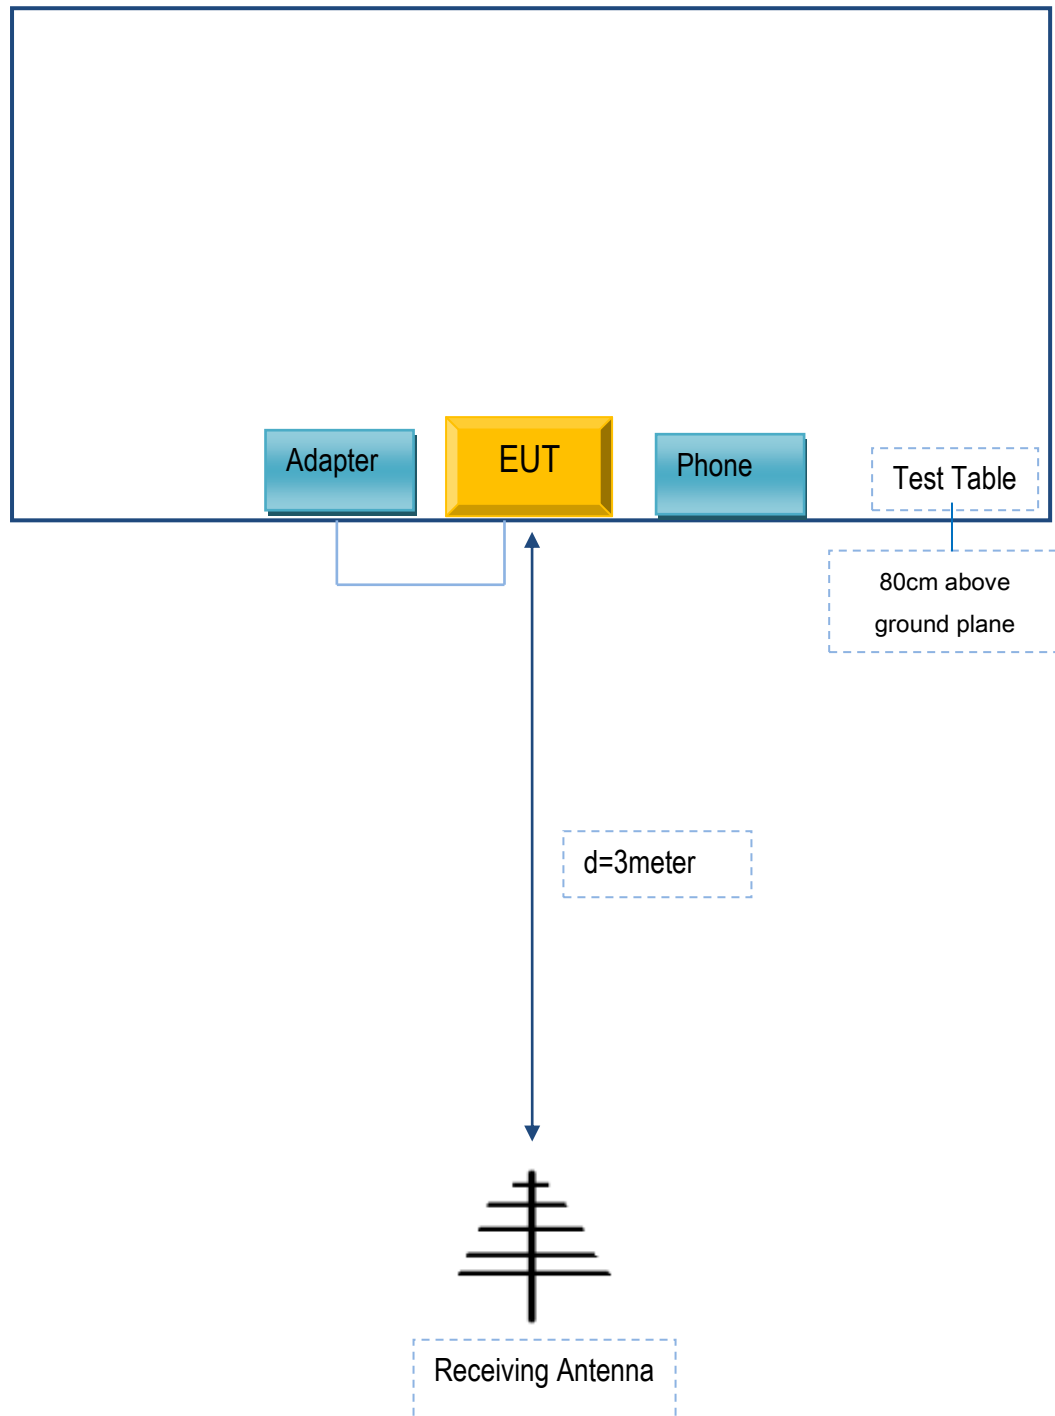 Adapter
EUT
Phone
Test Table
80cm above
ground plane
d=3meter
Receiving Antenna